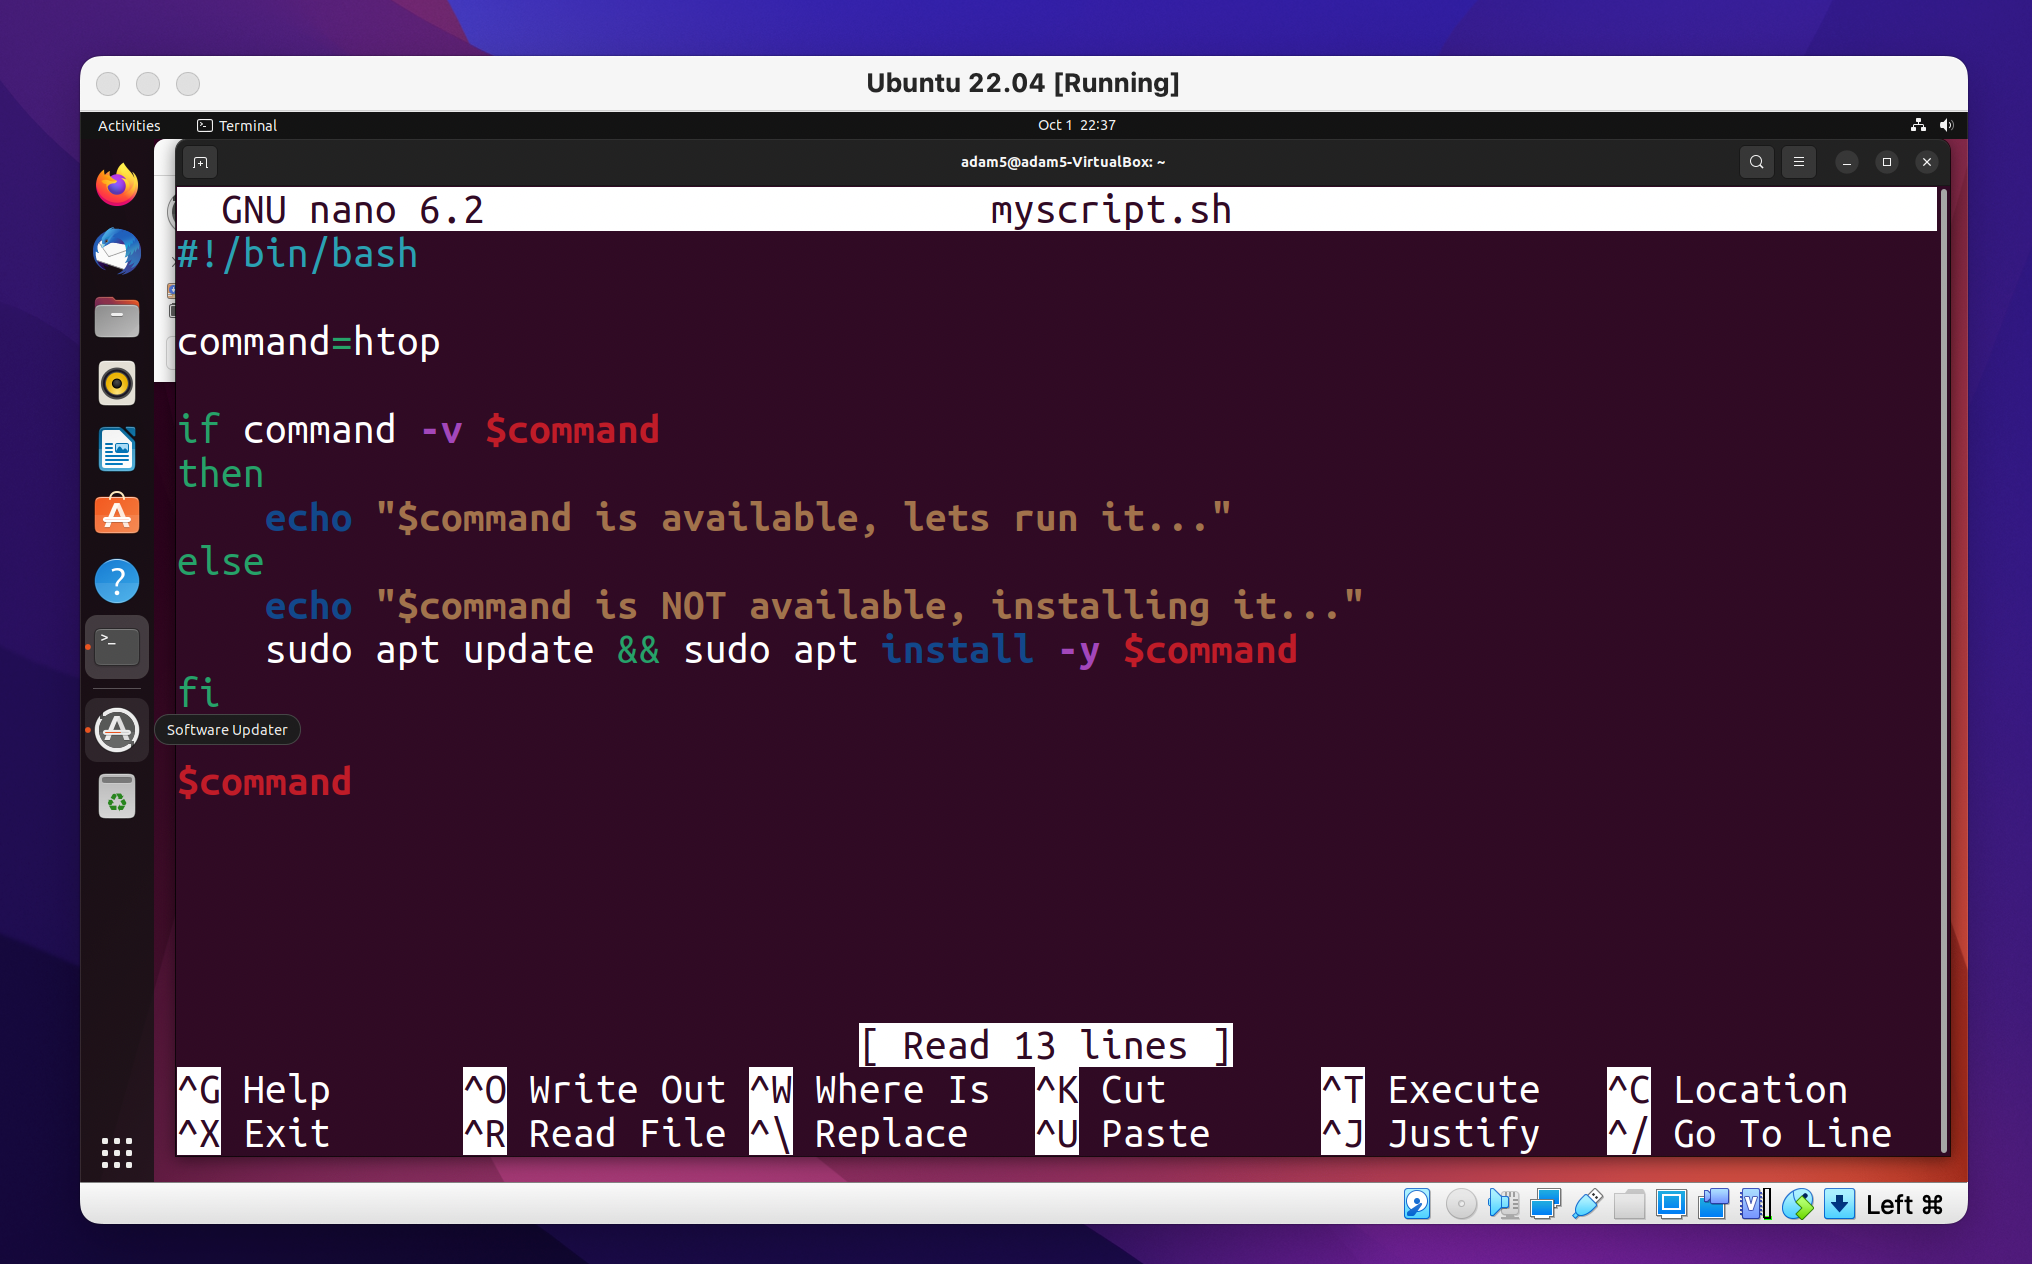 Ubuntu 22.04 [Running]
Activities Terminal Oct 1 22:37
adam5@adam5-VirtualBox: ~
GNU nano 6.2 myscript.sh
#!/bin/bash
command=htop
if command -v $command
then
    echo "$command is available, lets run it..."
else
    echo "$command is NOT available, installing it..."
    sudo apt update && sudo apt install -y $command
fi
Software Updater
$command
[ Read 13 lines ]
^G Help ^O Write Out ^W Where Is ^K Cut ^T Execute ^C Location
^X Exit ^R Read File ^\ Replace ^U Paste ^J Justify ^/ Go To Line
Left ⌘